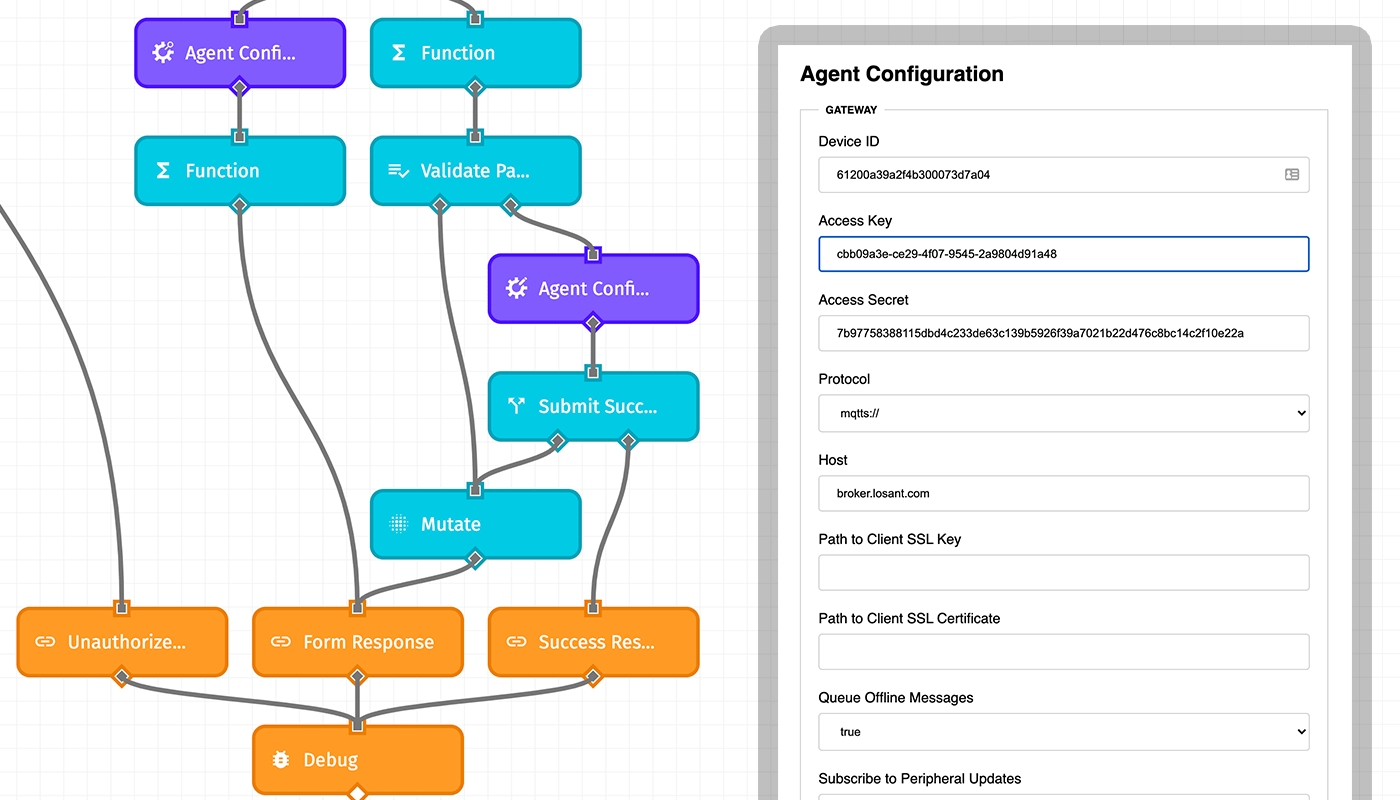 Agent Confi...
Function
Function
Validate Pa...
Agent Confi...
Submit Succ...
Mutate
Unauthorize...
Form Response
Success Res...
Debug
Agent Configuration
GATEWAY
Device ID
61200a39a2f4b300073d7a04
Access Key
cbb09a3e-ce29-4f07-9545-2a9804d91a48
Access Secret
7b97758388115dbd4c233de63c139b5926f39a7021b22d476c8bc14c2f10e22a
Protocol
mqtts://
Host
broker.losant.com
Path to Client SSL Key
Path to Client SSL Certificate
Queue Offline Messages
true
Subscribe to Peripheral Updates